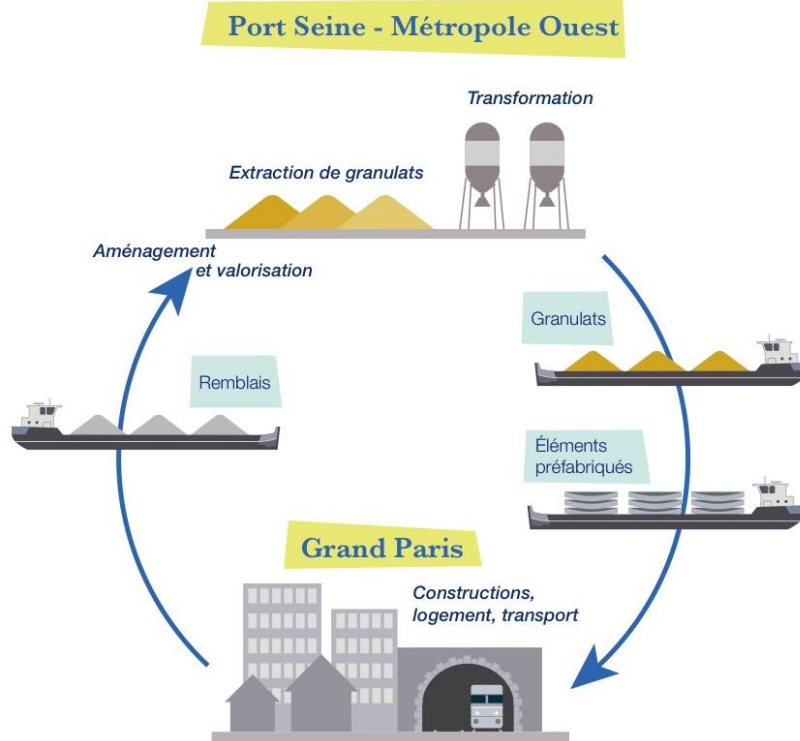 Port Seine - Métropole Ouest
Transformation
Extraction de granulats
Aménagement
et valorisation
Granulats
Remblais
Éléments
préfabriqués
Grand Paris
Constructions,
logement, transport